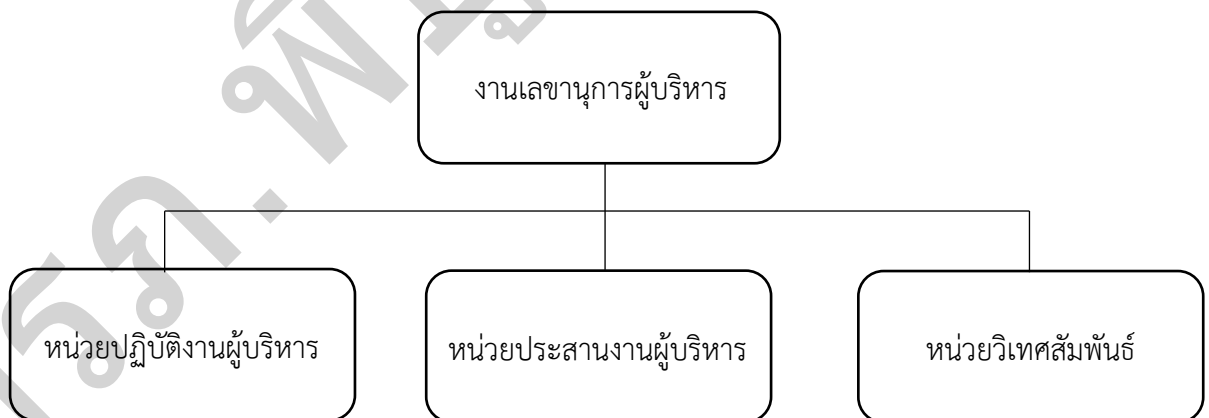 งานเลขานุการผู้บริหาร
หน่วยปฏิบัติงานผู้บริหาร
หน่วยประสานงานผู้บริหาร
หน่วยวิเทศสัมพันธ์